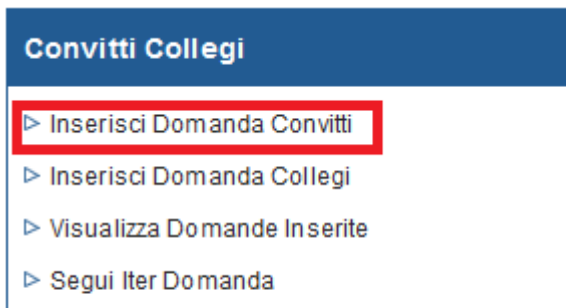 Convitti Collegi
Inserisci Domanda Convitti
Inserisci Domanda Collegi
Visualizza Domande Inserite
Segui Iter Domanda